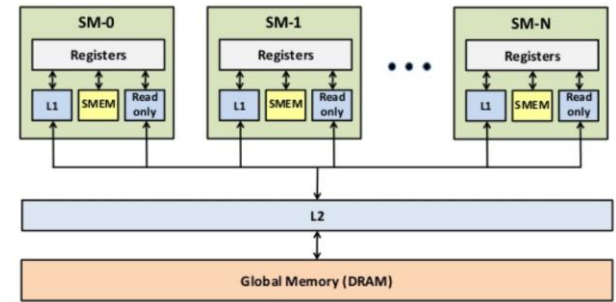 SM-0
Registers
L1
SMEM
Read
only
SM-1
Registers
L1
SMEM
Read
only
SM-N
Registers
L1
SMEM
Read
only
L2
Global Memory (DRAM)